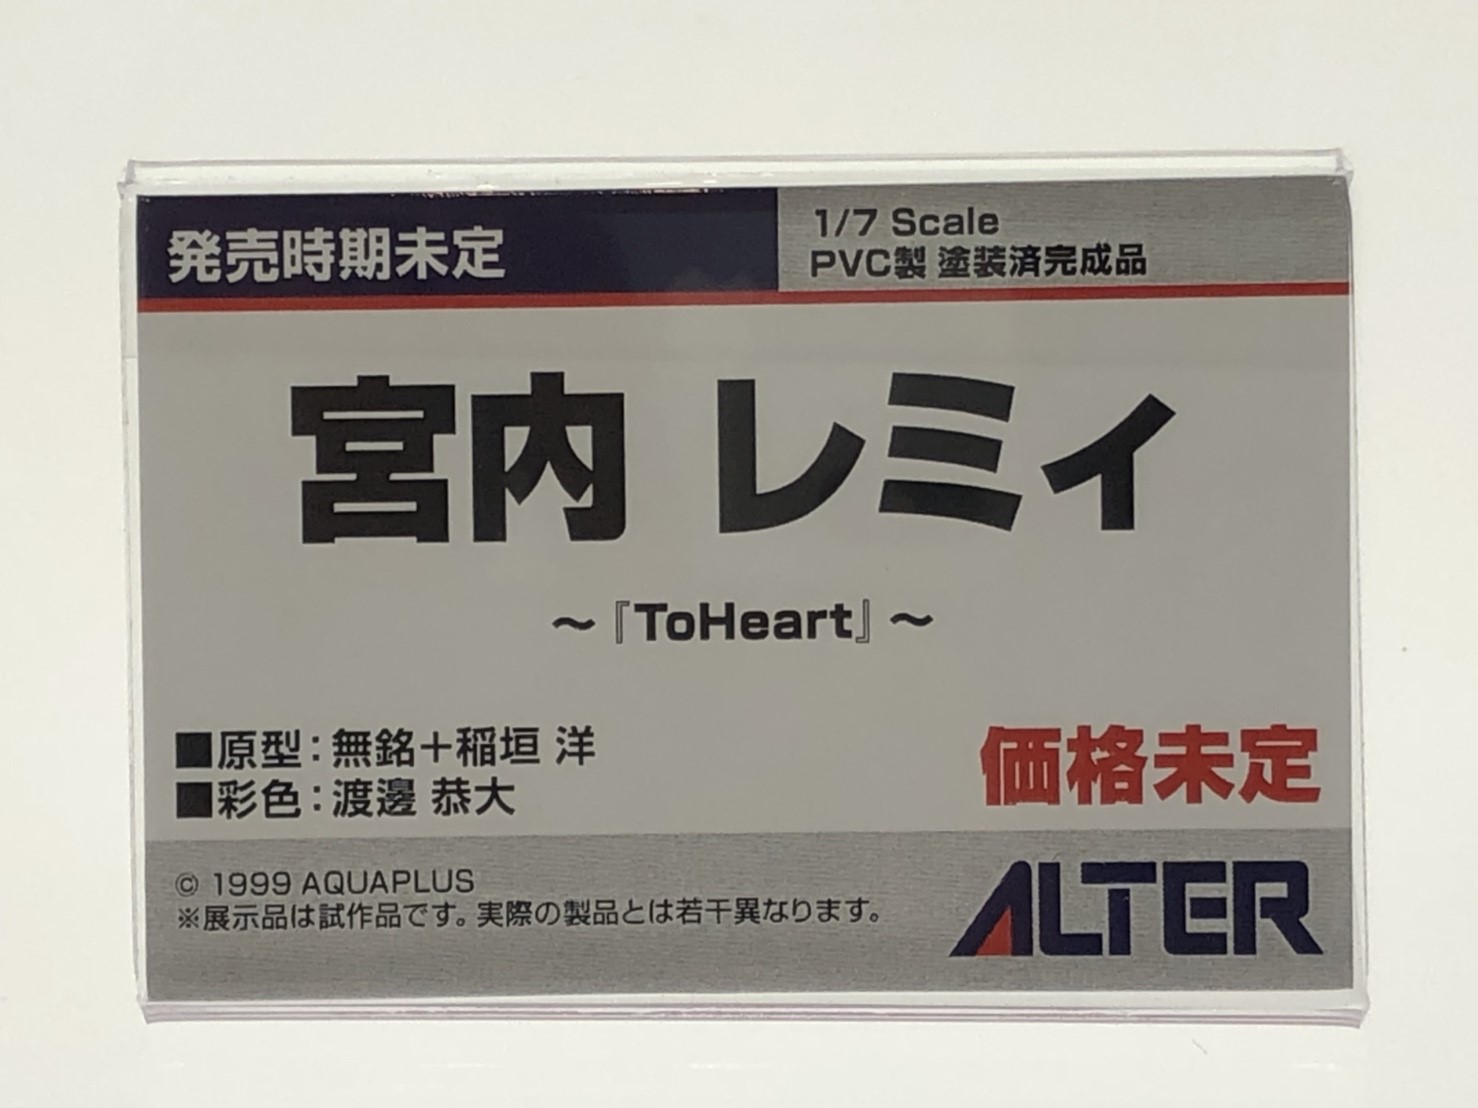 発売時期未定
1/7 Scale
PVC製 塗装済完成品
宮内 レミィ
～『ToHeart』～
■原型：無銘＋稲垣 洋
■彩色：渡邊 恭大
価格未定
© 1999 AQUAPLUS
※展示品は試作品です。実際の製品とは若干異なります。
ALTER